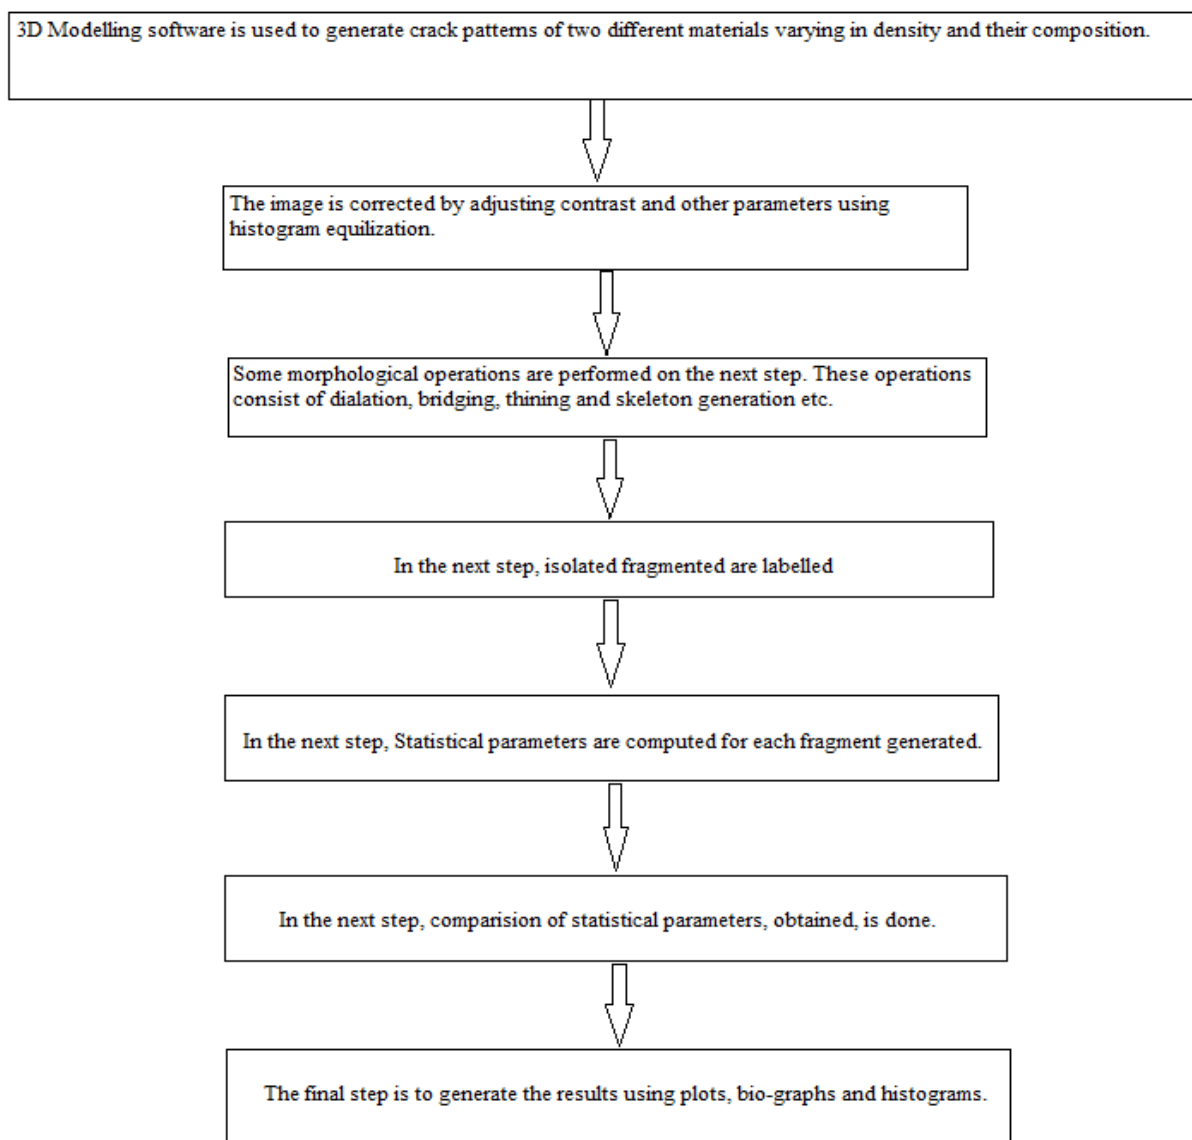 3D Modelling software is used to generate crack patterns of two different materials varying in density and their composition.
The image is corrected by adjusting contrast and other parameters using
histogram equilization.
Some morphological operations are performed on the next step. These operations
consist of dialation, bridging, thining and skeleton generation etc.
In the next step, isolated fragmented are labelled
In the next step, Statistical parameters are computed for each fragment generated.
In the next step, comparision of statistical parameters, obtained, is done.
The final step is to generate the results using plots, bio-graphs and histograms.